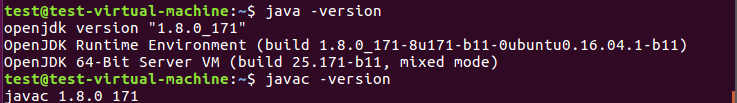 test@test-virtual-machine:~$ java -version
openjdk version "1.8.0_171"
OpenJDK Runtime Environment (build 1.8.0_171-8u171-b11-0ubuntu0.16.04.1-b11)
OpenJDK 64-Bit Server VM (build 25.171-b11, mixed mode)
test@test-virtual-machine:~$ javac -version
javac 1.8.0_171